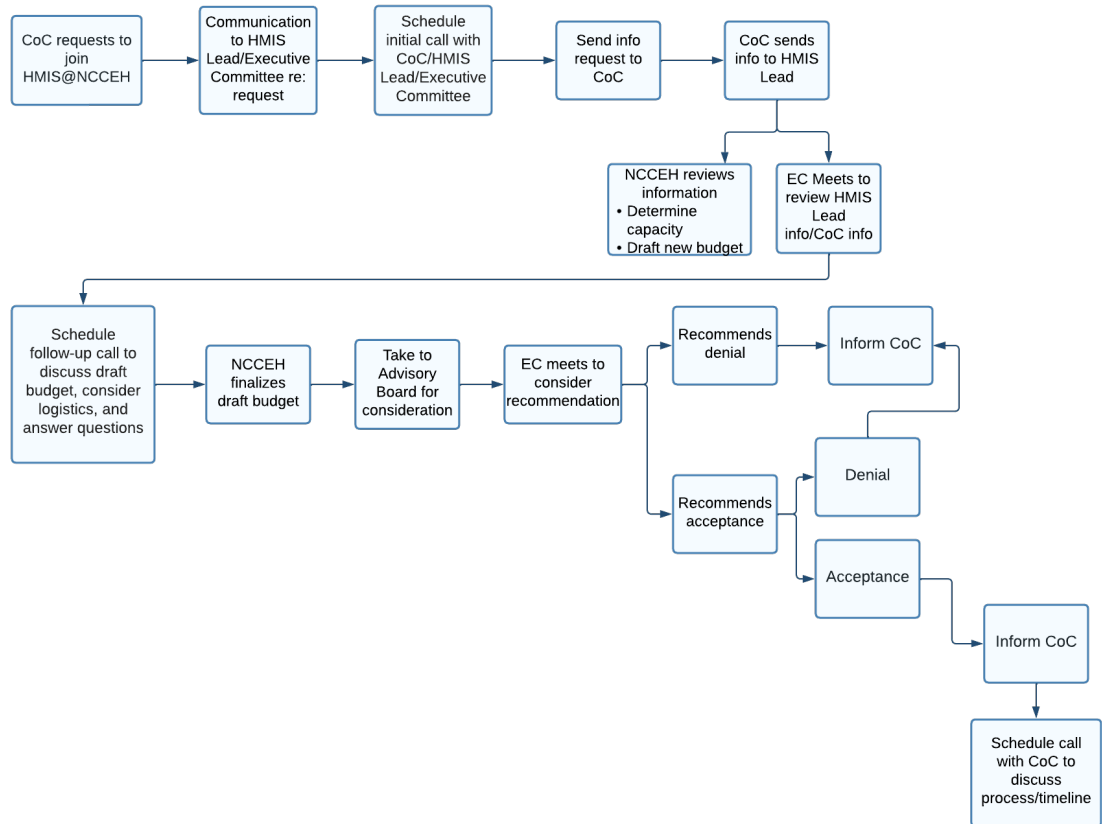 CoC requests to
join
HMIS@NCCEH
Communication
to HMIS
Lead/Executive
Committee re:
request
Schedule
initial call with
CoC/HMIS
Lead/Executive
Committee
Send info
request to
CoC
CoC sends
info to HMIS
Lead
NCCEH reviews
information
• Determine
capacity
• Draft new budget
EC Meets to
review HMIS
Lead
info/CoC info
Schedule
follow-up call to
discuss draft
budget, consider
logistics, and
answer questions
NCCEH
finalizes
draft budget
Take to
Advisory
Board for
consideration
EC meets to
consider
recommendation
Recommends
denial
Inform CoC
Recommends
acceptance
Denial
Acceptance
Inform CoC
Schedule call
with CoC to
discuss
process/timeline